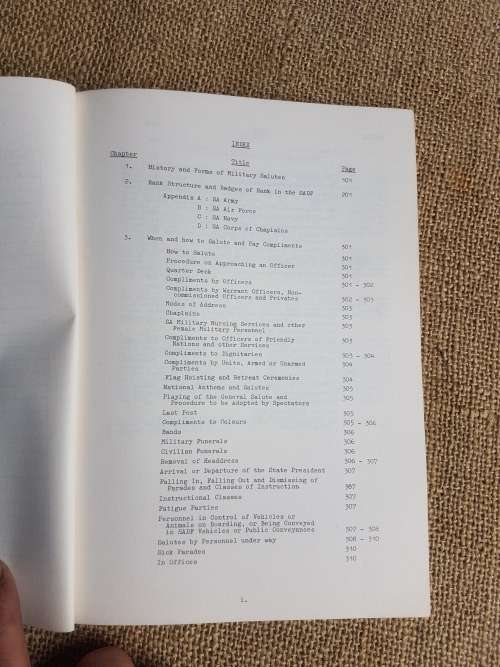 INDEX
Chapter Title Page
1. History and Forms of Military Salutes 101
2. Rank Structure and Badges of Rank in the SADF 201
Appendix A : SA Army
B : SA Air Force
C : SA Navy
D : SA Corps of Chaplains
3. When and how to Salute and Pay Compliments 301
How to Salute 301
Procedure on Approaching an Officer 301
Quarter Deck 301
Compliments by Officers 301 - 302
Compliments by Warrant Officers, Non-
commissioned Officers and Privates 302 - 303
Modes of Address 303
Chaplains 303
SA Military Nursing Services and other
Female Military Personnel 303
Compliments to Officers of Friendly
Nations and other Services 303
Compliments to Dignitaries 303 - 304
Compliments by Units, Armed or Unarmed
Parties 304
Flag Hoisting and Retreat Ceremonies 304
National Anthems and Salutes 305
Playing of the General Salute and
Procedure to be Adopted by Spectators 305
Last Post 305
Compliments to Colours 305 - 306
Bands 306
Military Funerals 306
Civilian Funerals 306
Removal of Headdress 306 - 307
Arrival or Departure of the State President 307
Falling In, Falling Out and Dismissing of
Parades and Classes of Instruction 307
Instructional Classes 307
Fatigue Parties 307
Personnel in Control of Vehicles or
Animals on Boarding, or Being Conveyed
in SADF Vehicles or Public Conveyances 307 - 308
Salutes by Personnel under way 308 - 310
Sick Parades 310
In Offices 310
i.